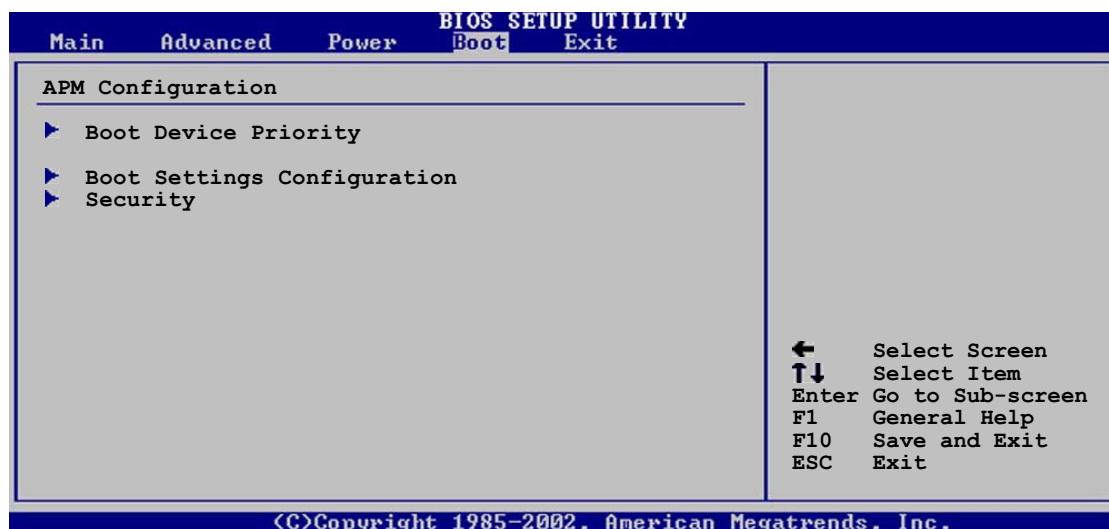 BIOS SETUP UTILITY
Main Advanced Power Boot Exit
APM Configuration
Boot Device Priority
Boot Settings Configuration
Security
← Select Screen
↑↓ Select Item
Enter Go to Sub-screen
F1 General Help
F10 Save and Exit
ESC Exit
(C)Copyright 1985-2002, American Megatrends, Inc.